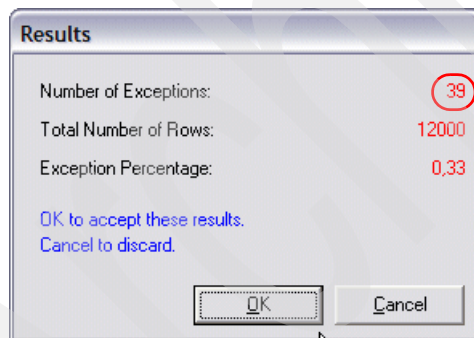 Results
Number of Exceptions: 39
Total Number of Rows: 12000
Exception Percentage: 0,33
OK to accept these results.
Cancel to discard.
OK Cancel